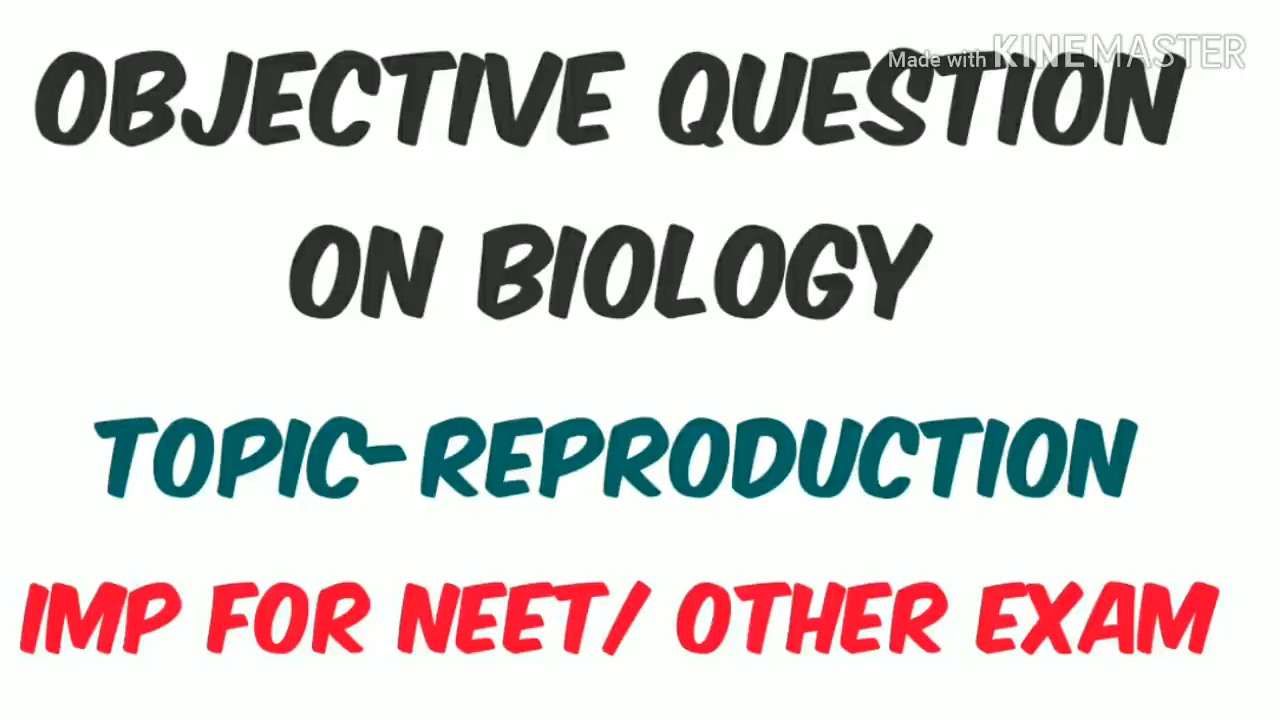 Made with KINEMASTER
OBJECTIVE QUESTION
ON BIOLOGY
TOPIC-REPRODUCTION
IMP FOR NEET/ OTHER EXAM